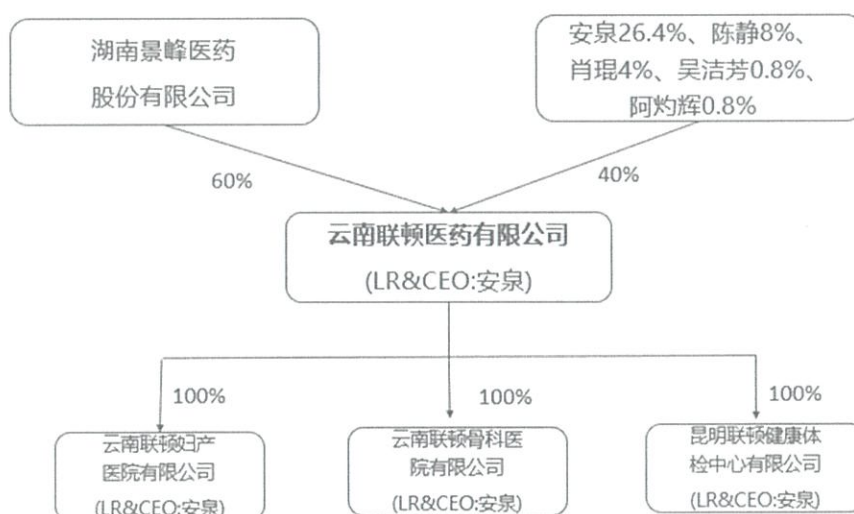 湖南景峰医药
股份有限公司
安泉26.4%、陈静8%、
肖琨4%、吴洁芳0.8%、
阿灼辉0.8%
60%
40%
云南联顿医药有限公司
(LR&CEO:安泉)
100%
100%
100%
云南联顿妇产
医院有限公司
(LR&CEO:安泉)
云南联顿骨科医
院有限公司
(LR&CEO:安泉)
昆明联顿健康体
检中心有限公司
(LR&CEO:安泉)